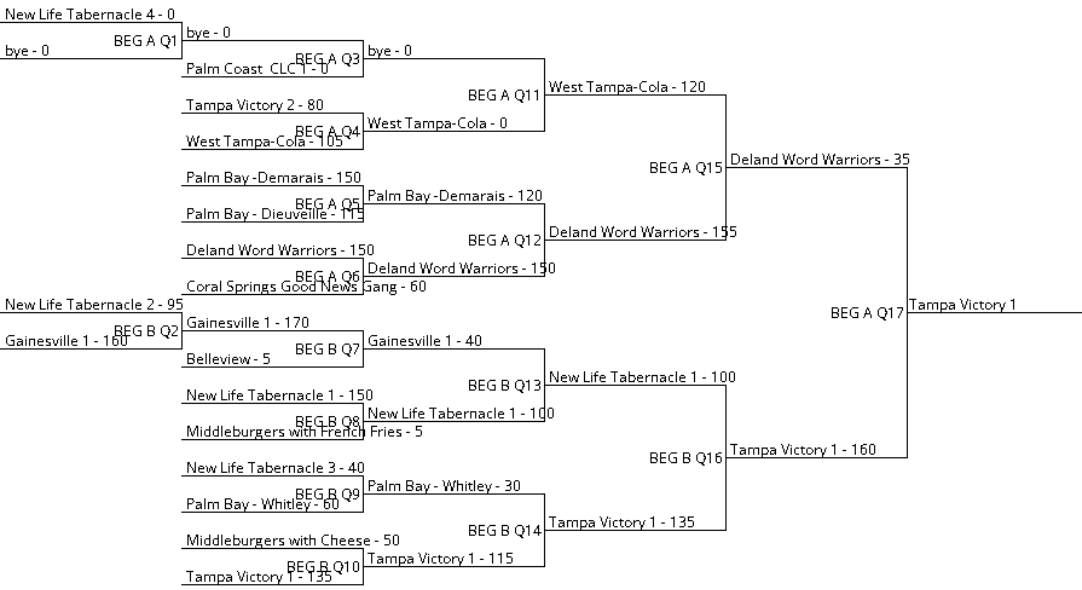 New Life Tabernacle 4 - 0
BEG A Q1
bye - 0
bye - 0
BEG A Q3
Palm Coast  CLC 1 - 0
bye - 0
Tampa Victory 2 - 80
BEG A Q4
West Tampa-Cola - 105
West Tampa-Cola - 0
BEG A Q11
West Tampa-Cola - 120
Palm Bay -Demarais - 150
BEG A Q5
Palm Bay - Dieuveille - 115
Palm Bay -Demarais - 120
Deland Word Warriors - 150
BEG A Q6
Coral Springs Good News Gang - 60
Deland Word Warriors - 150
BEG A Q12
Deland Word Warriors - 155
BEG A Q15
Deland Word Warriors - 35
New Life Tabernacle 2 - 95
BEG B Q2
Gainesville 1 - 160
Gainesville 1 - 170
BEG B Q7
Belleview - 5
Gainesville 1 - 40
New Life Tabernacle 1 - 150
BEG B Q8
Middleburgers with French Fries - 5
New Life Tabernacle 1 - 100
BEG B Q13
New Life Tabernacle 1 - 100
New Life Tabernacle 3 - 40
BEG B Q9
Palm Bay - Whitley - 60
Palm Bay - Whitley - 30
Middleburgers with Cheese - 50
BEG B Q10
Tampa Victory 1 - 135
Tampa Victory 1 - 115
BEG B Q14
Tampa Victory 1 - 135
BEG B Q16
Tampa Victory 1 - 160
BEG A Q17
Tampa Victory 1